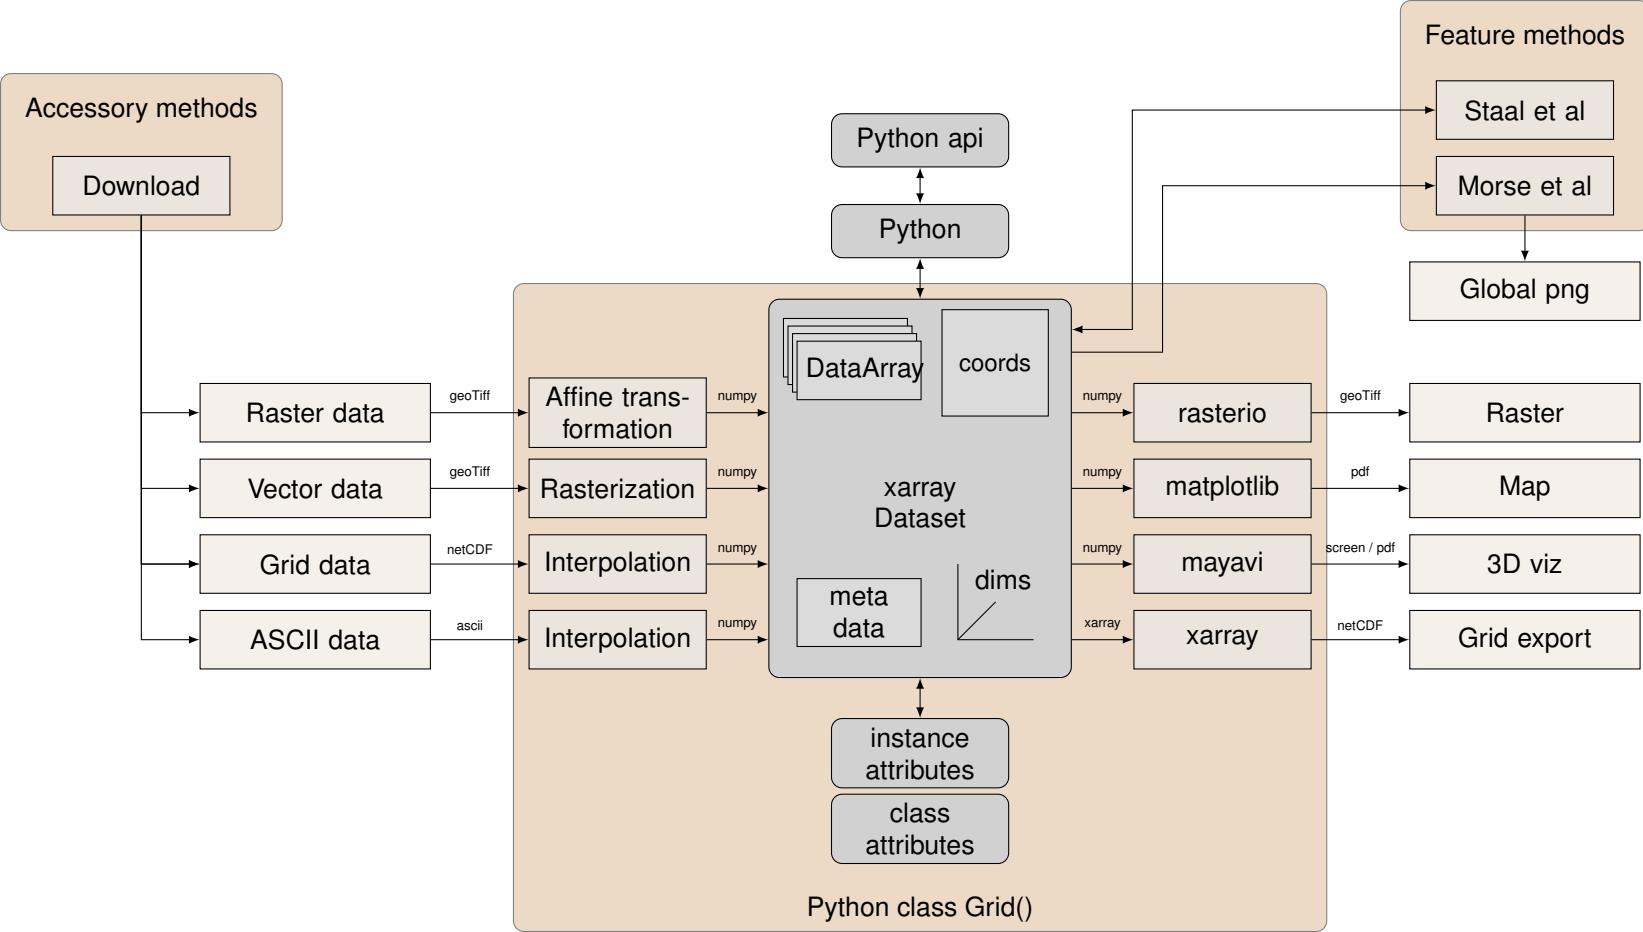 Feature methods
Staal et al
Morse et al
Global png
Accessory methods
Download
Python api
Python
DataArray
coords
Raster data
geoTiff
Affine trans-
formation
numpy
numpy
rasterio
geoTiff
Raster
Vector data
geoTiff
Rasterization
numpy
xarray
Dataset
numpy
matplotlib
pdf
Map
Grid data
netCDF
Interpolation
numpy
numpy
mayavi
screen / pdf
3D viz
ASCII data
ascii
Interpolation
numpy
meta
data
dims
xarray
xarray
netCDF
Grid export
instance
attributes
class
attributes
Python class Grid()